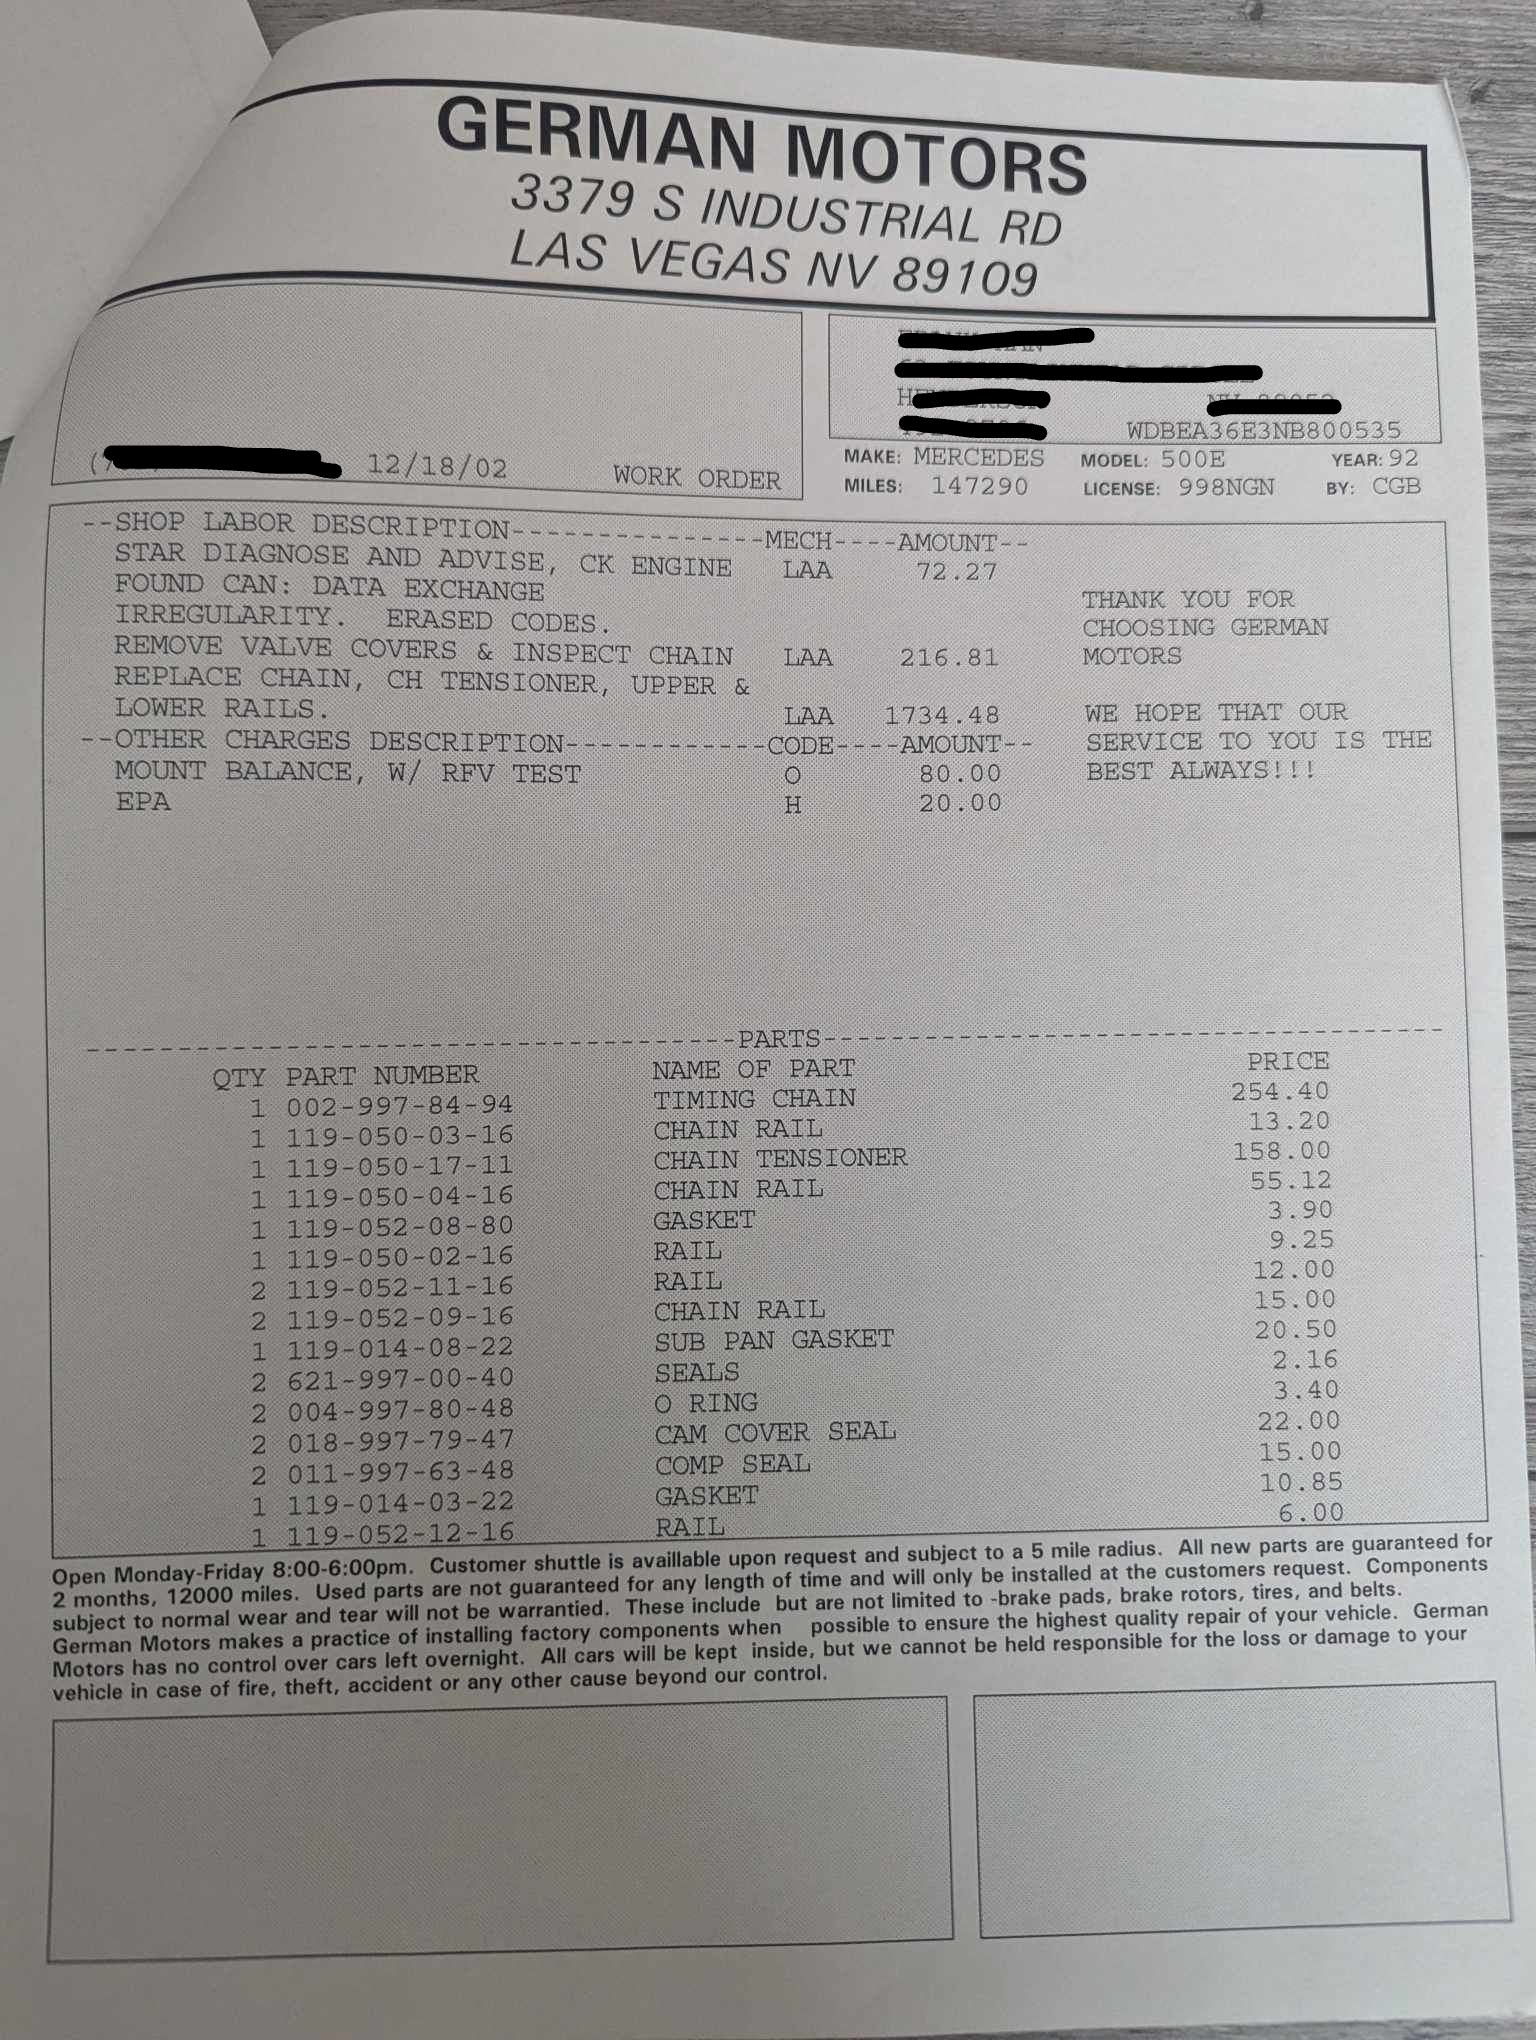 GERMAN MOTORS
3379 S INDUSTRIAL RD
LAS VEGAS NV 89109
WDBEA36E3NB800535
12/18/02 WORK ORDER
MAKE: MERCEDES MODEL: 500E YEAR: 92
MILES: 147290 LICENSE: 998NGN BY: CGB
--SHOP LABOR DESCRIPTION---------------MECH----AMOUNT--
STAR DIAGNOSE AND ADVISE, CK ENGINE LAA 72.27
FOUND CAN: DATA EXCHANGE
IRREGULARITY. ERASED CODES.
REMOVE VALVE COVERS & INSPECT CHAIN LAA 216.81
REPLACE CHAIN, CH TENSIONER, UPPER &
LOWER RAILS. LAA 1734.48
--OTHER CHARGES DESCRIPTION------------CODE----AMOUNT--
MOUNT BALANCE, W/ RFV TEST O 80.00
EPA H 20.00
THANK YOU FOR
CHOOSING GERMAN
MOTORS
WE HOPE THAT OUR
SERVICE TO YOU IS THE
BEST ALWAYS!!!
-------------------------------------PARTS-----------------------------------
QTY PART NUMBER NAME OF PART PRICE
1 002-997-84-94 TIMING CHAIN 254.40
1 119-050-03-16 CHAIN RAIL 13.20
1 119-050-17-11 CHAIN TENSIONER 158.00
1 119-050-04-16 CHAIN RAIL 55.12
1 119-052-08-80 GASKET 3.90
1 119-050-02-16 RAIL 9.25
2 119-052-11-16 RAIL 12.00
2 119-052-09-16 CHAIN RAIL 15.00
1 119-014-08-22 SUB PAN GASKET 20.50
2 621-997-00-40 SEALS 2.16
2 004-997-80-48 O RING 3.40
2 018-997-79-47 CAM COVER SEAL 22.00
2 011-997-63-48 COMP SEAL 15.00
1 119-014-03-22 GASKET 10.85
1 119-052-12-16 RAIL 6.00
Open Monday-Friday 8:00-6:00pm. Customer shuttle is availlable upon request and subject to a 5 mile radius. All new parts are guaranteed for
2 months, 12000 miles. Used parts are not guaranteed for any length of time and will only be installed at the customers request. Components
subject to normal wear and tear will not be warrantied. These include but are not limited to -brake pads, brake rotors, tires, and belts.
German Motors makes a practice of installing factory components when possible to ensure the highest quality repair of your vehicle. German
Motors has no control over cars left overnight. All cars will be kept inside, but we cannot be held responsible for the loss or damage to your
vehicle in case of fire, theft, accident or any other cause beyond our control.